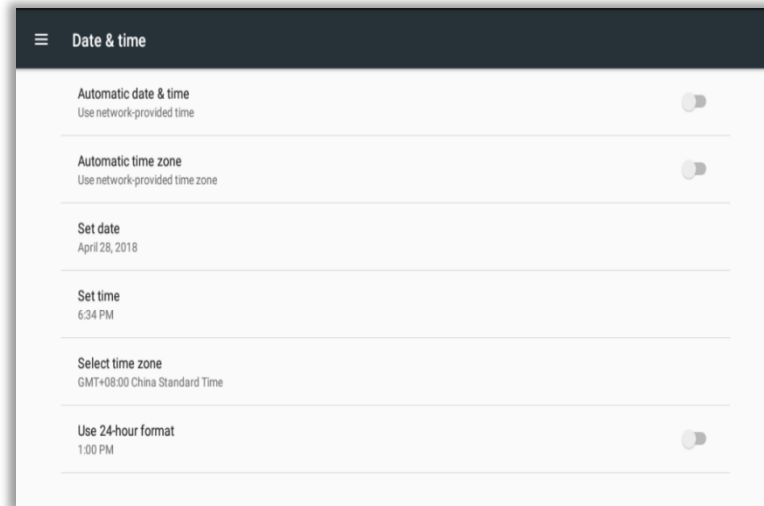 Date & time
Automatic date & time
Use network-provided time
Automatic time zone
Use network-provided time zone
Set date
April 28, 2018
Set time
6:34 PM
Select time zone
GMT+08:00 China Standard Time
Use 24-hour format
1:00 PM